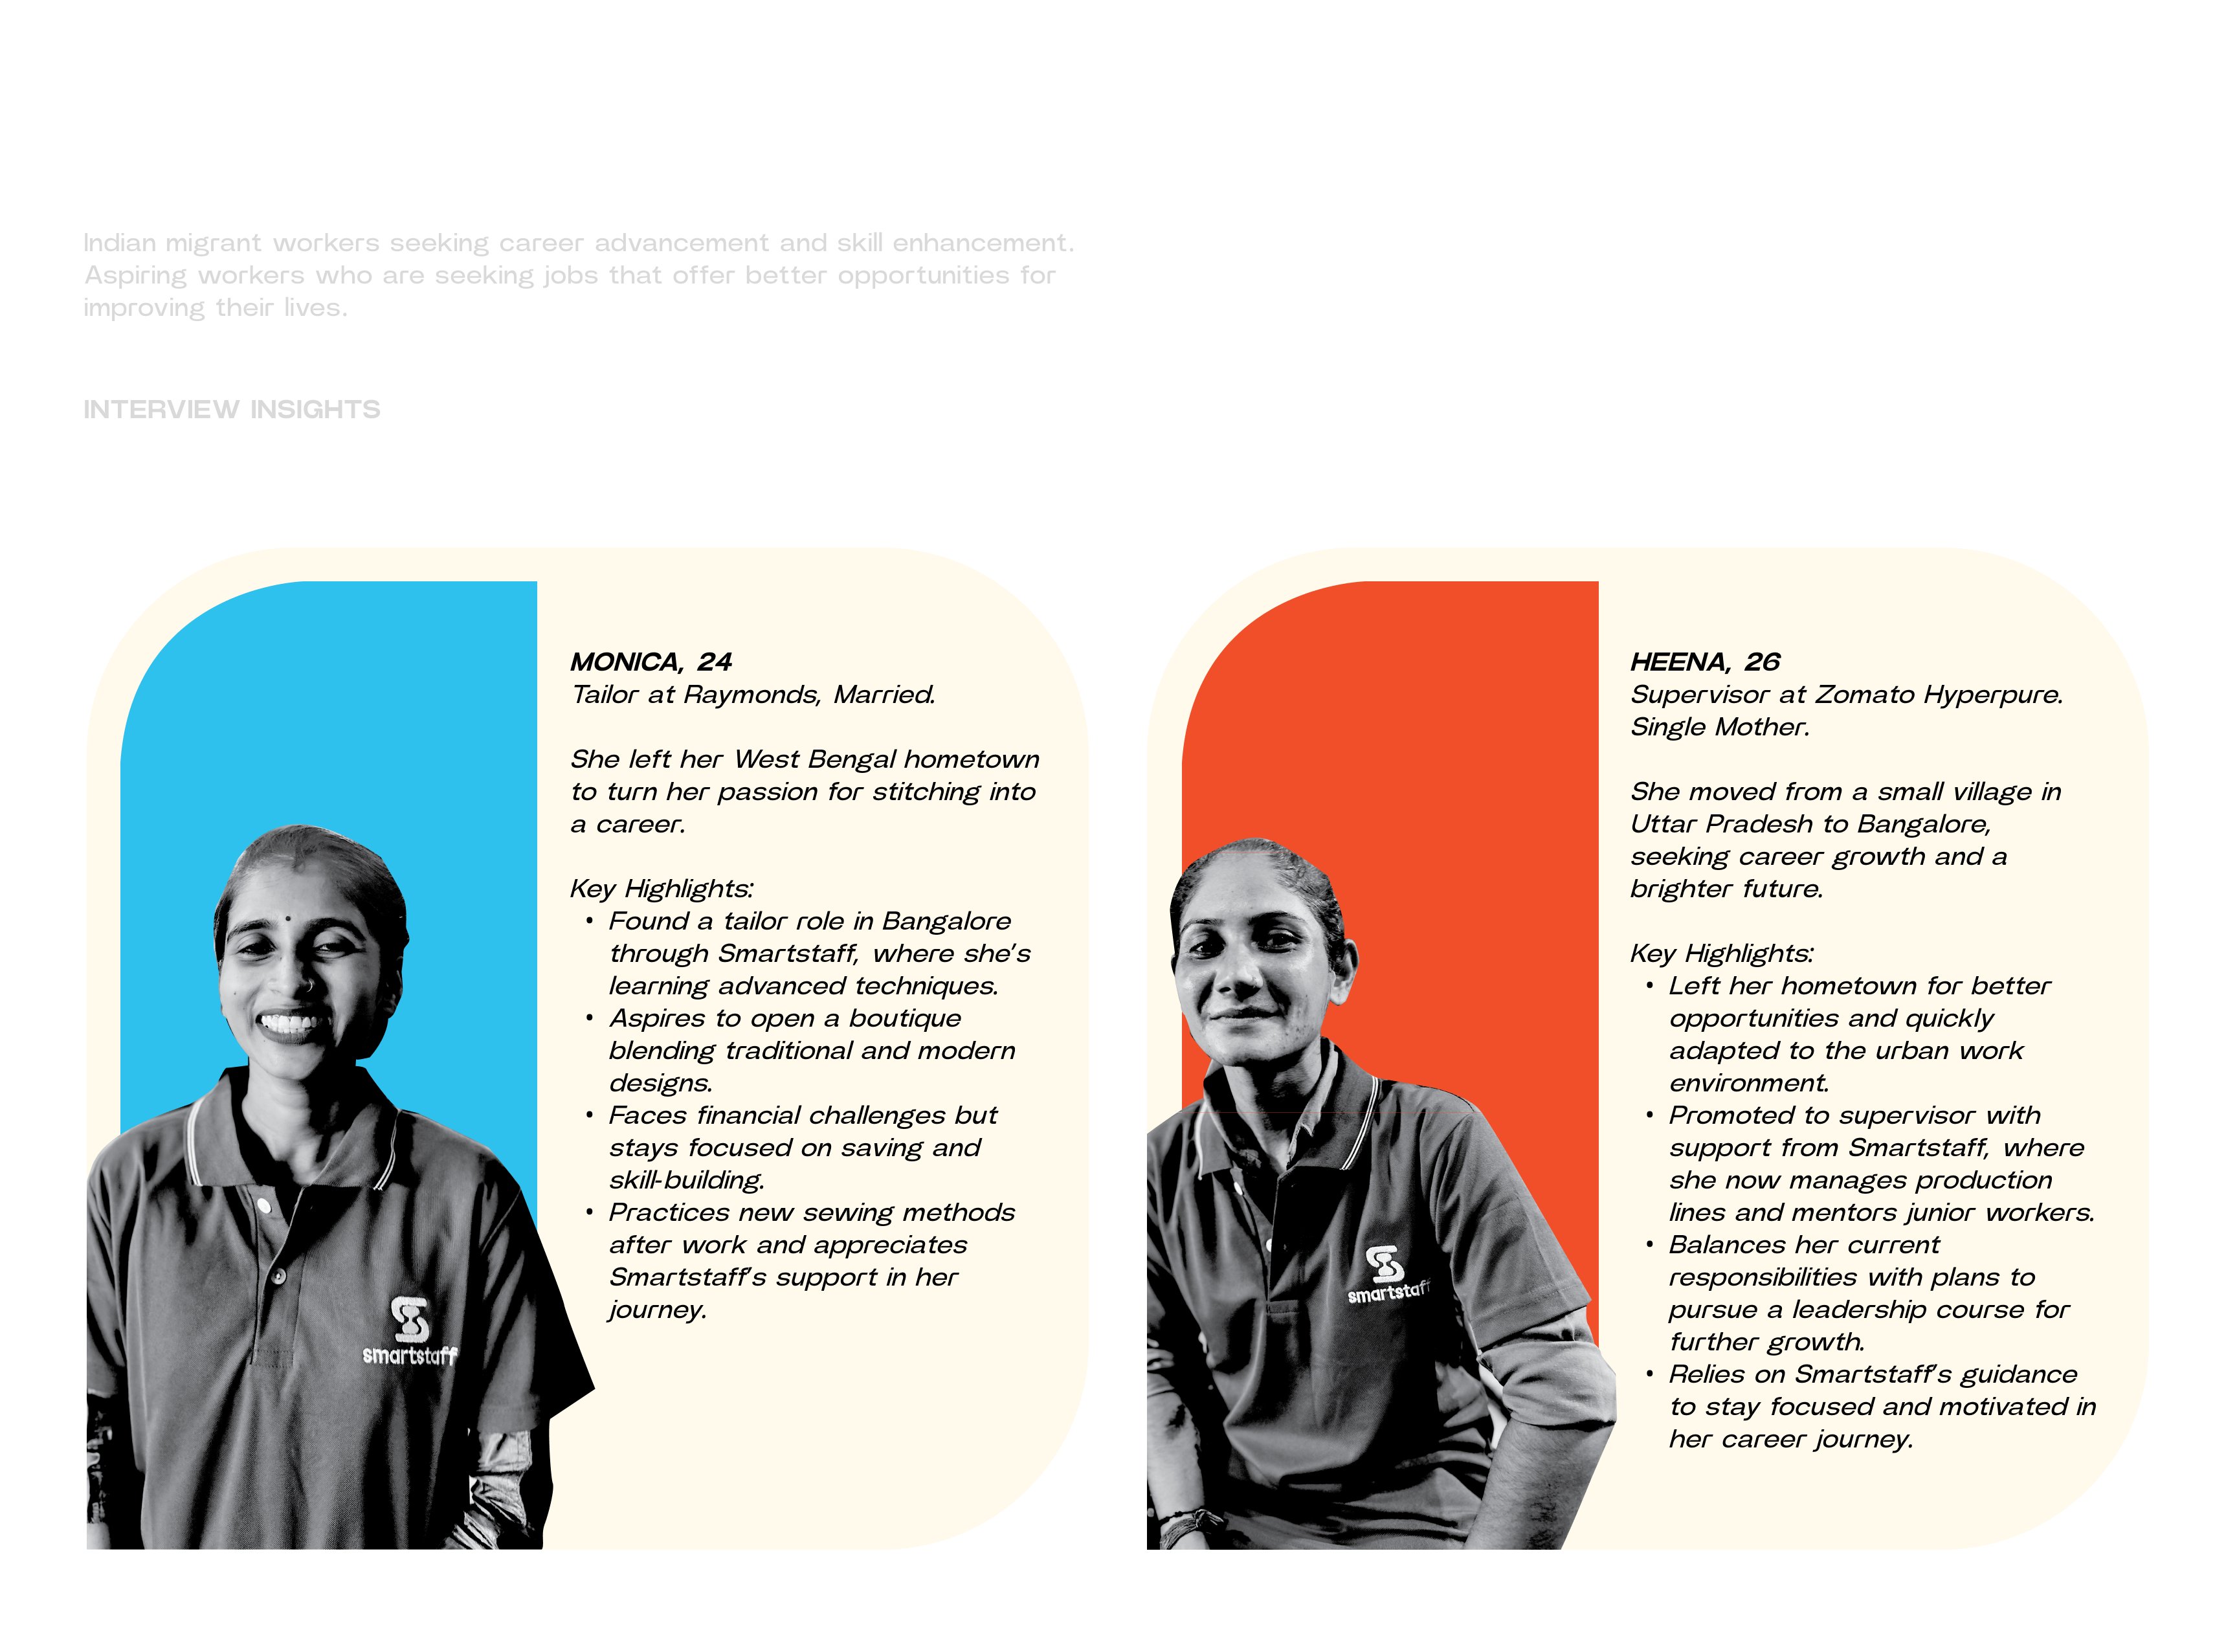 Indian migrant workers seeking career advancement and skill enhancement.
Aspiring workers who are seeking jobs that offer better opportunities for
improving their lives.
INTERVIEW INSIGHTS
MONICA, 24
Tailor at Raymonds, Married.
She left her West Bengal hometown
to turn her passion for stitching into
a career.
Key Highlights:
• Found a tailor role in Bangalore
through Smartstaff, where she's
learning advanced techniques.
• Aspires to open a boutique
blending traditional and modern
designs.
• Faces financial challenges but
stays focused on saving and
skill-building.
• Practices new sewing methods
after work and appreciates
Smartstaff's support in her
journey.
smartstaff
HEENA, 26
Supervisor at Zomato Hyperpure.
Single Mother.
She moved from a small village in
Uttar Pradesh to Bangalore,
seeking career growth and a
brighter future.
Key Highlights:
• Left her hometown for better
opportunities and quickly
adapted to the urban work
environment.
• Promoted to supervisor with
support from Smartstaff, where
she now manages production
lines and mentors junior workers.
• Balances her current
responsibilities with plans to
pursue a leadership course for
further growth.
• Relies on Smartstaff's guidance
to stay focused and motivated in
her career journey.
smartstaff